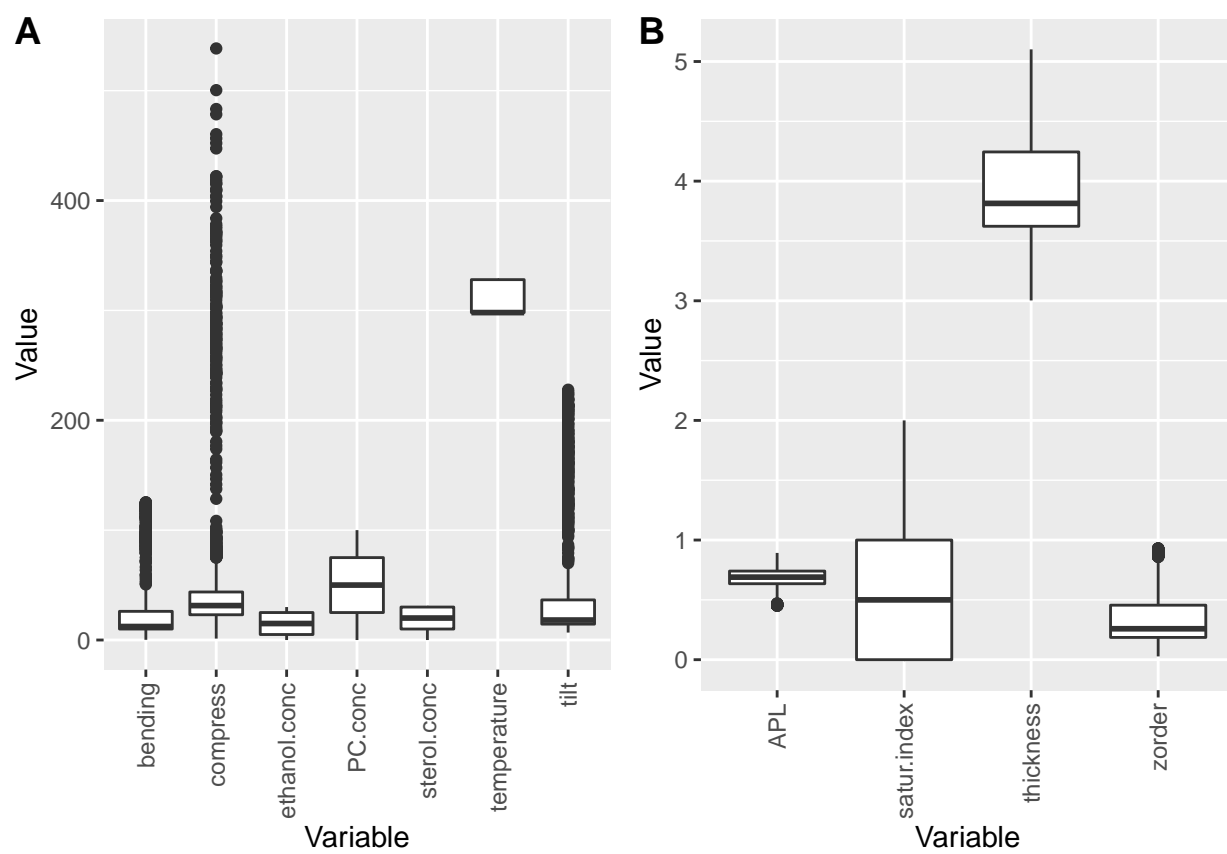 A
Value
400
200
0
bending
compress
ethanol.conc
PC.conc
sterol.conc
temperature
tilt
Variable
B
Value
5
4
3
2
1
0
APL
satur.index
thickness
zorder
Variable